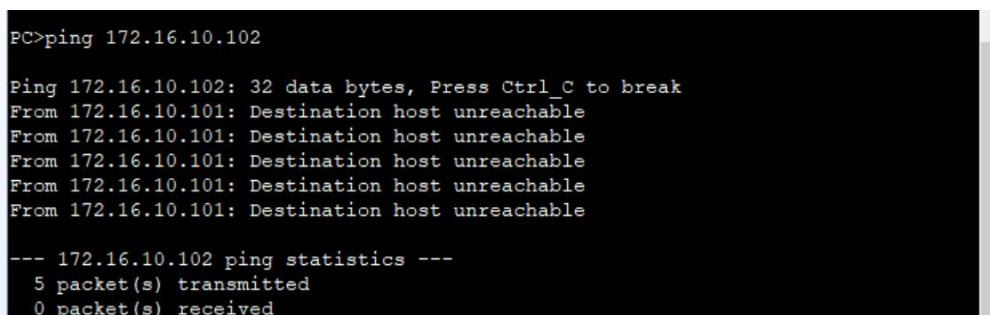 PC>ping 172.16.10.102
Ping 172.16.10.102: 32 data bytes, Press Ctrl_C to break
From 172.16.10.101: Destination host unreachable
From 172.16.10.101: Destination host unreachable
From 172.16.10.101: Destination host unreachable
From 172.16.10.101: Destination host unreachable
From 172.16.10.101: Destination host unreachable
--- 172.16.10.102 ping statistics ---
5 packet(s) transmitted
0 packet(s) received